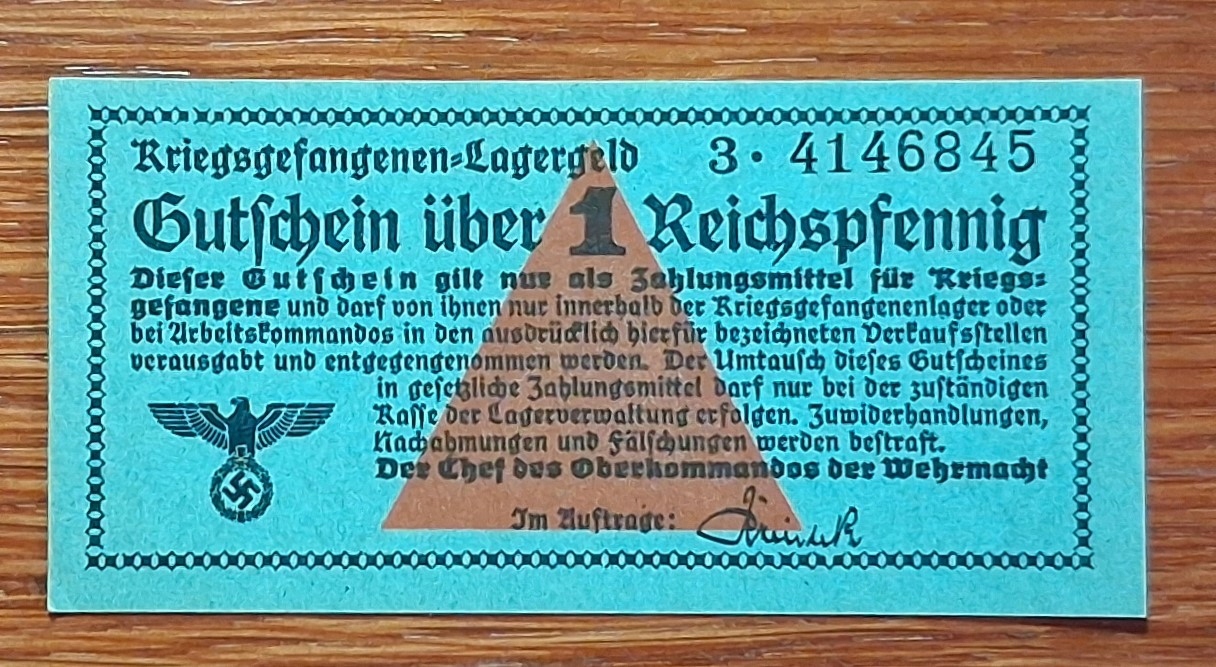 Kriegsgefangenen-Lagergeld 3 · 4146845
Gutschein über 1 Reichspfennig
Dieser Gutschein gilt nur als Zahlungsmittel für Kriegs-
gefangene und darf von ihnen nur innerhalb der Kriegsgefangenenlager oder
bei Arbeitskommandos in den ausdrücklich hierfür bezeichneten Verkaufsstellen
verausgabt und entgegengenommen werden. Der Umtausch dieses Gutscheines
in gesetzliche Zahlungsmittel darf nur bei der zuständigen
Kasse der Lagerverwaltung erfolgen. Zuwiderhandlungen,
Nachahmungen und Fälschungen werden bestraft.
Der Chef des Oberkommandos der Wehrmacht
Im Auftrage: